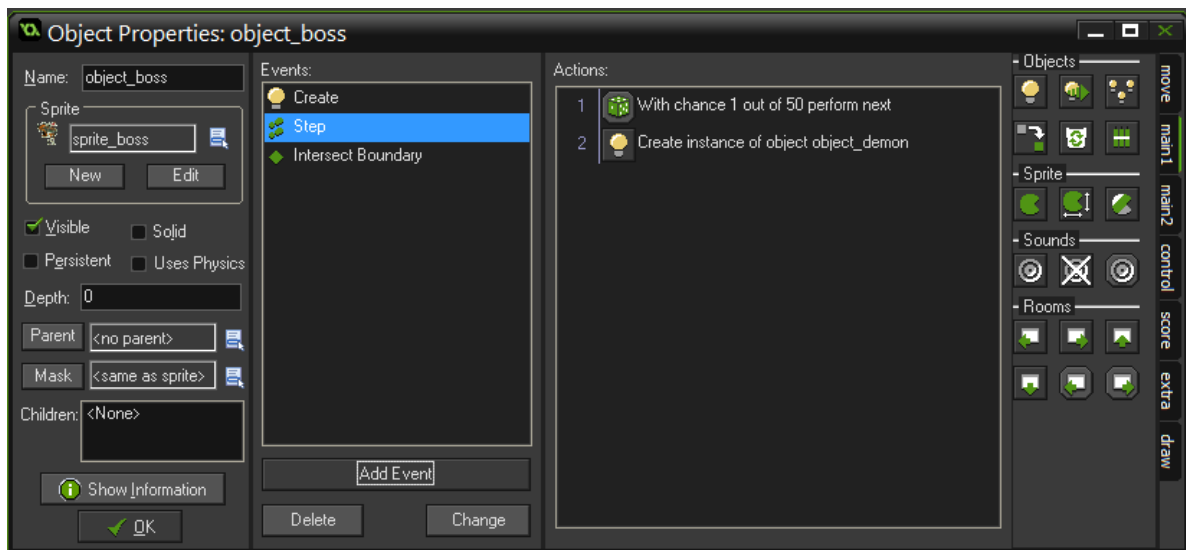 Object Properties: object_boss
Name: object_boss
Sprite
sprite_boss
New Edit
Visible Solid
Persistent Uses Physics
Depth: 0
Parent <no parent>
Mask <same as sprite>
Children: <None>
Show Information
OK
Events:
Create
Step
Intersect Boundary
Add Event
Delete Change
Actions:
1 With chance 1 out of 50 perform next
2 Create instance of object object_demon
Objects
Sprite
Sounds
Rooms
move
main1
main2
control
score
extra
draw